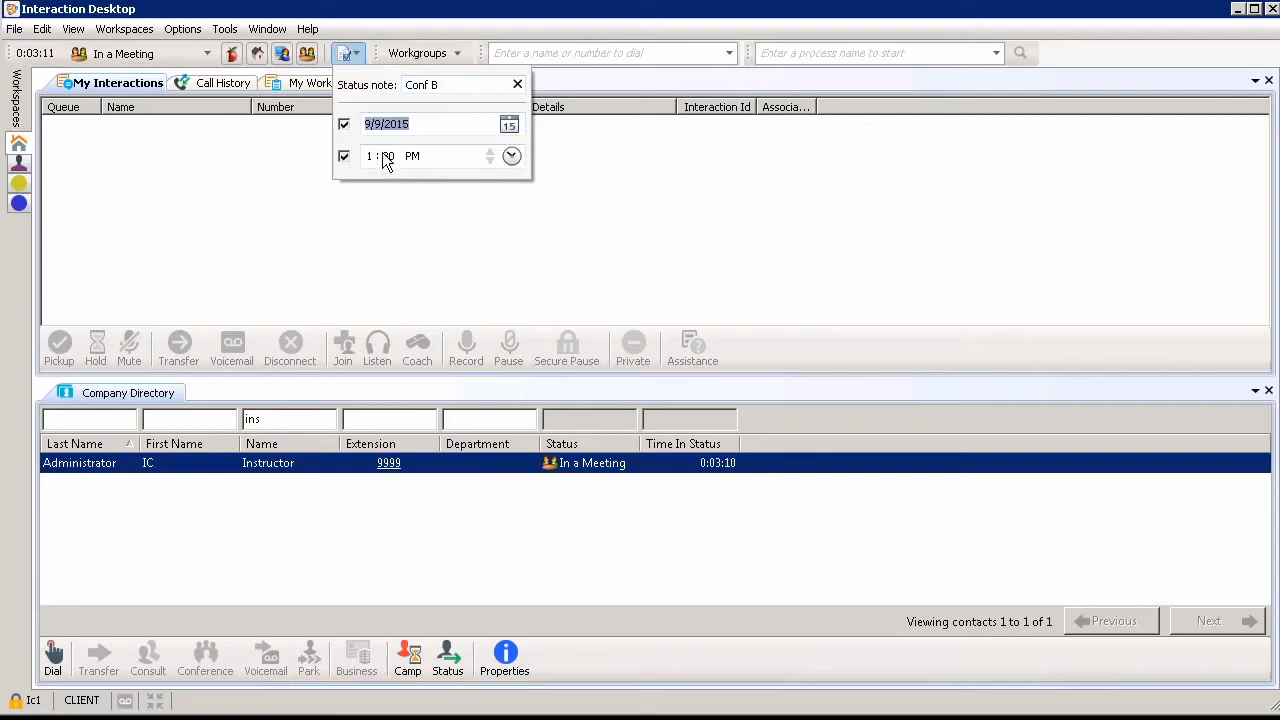 Interaction Desktop
File Edit View Workspaces Options Tools Window Help
0:03:11 In a Meeting Workgroups Enter a name or number to dial Enter a process name to start
Workspaces
My Interactions Call History My Work
Status note: Conf B
Queue Name Number Details Interaction Id Associa...
9/9/2015 15
PM
Pickup Hold Mute Transfer Voicemail Disconnect Join Listen Coach Record Pause Secure Pause Private Assistance
Company Directory
ins
Last Name First Name Name Extension Department Status Time In Status
Administrator IC Instructor 9999 In a Meeting 0:03:10
Viewing contacts 1 to 1 of 1 Previous Next
Dial Transfer Consult Conference Voicemail Park Business Camp Status Properties
Ic1 CLIENT